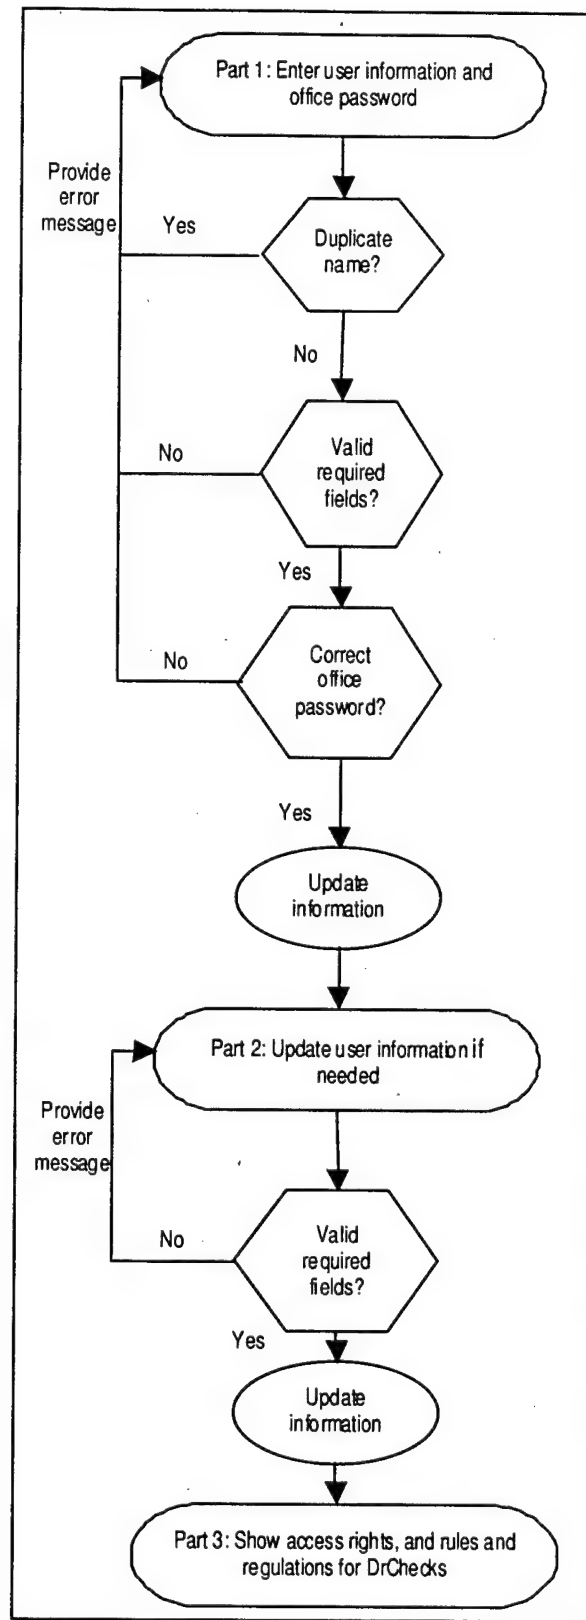 Part 1: Enter user information and
office password
Provide
error
message
Yes
Duplicate
name?
No
No
Valid
required
fields?
Yes
No
Correct
office
password?
Yes
Update
information
Part 2: Update user information if
needed
Provide
error
message
No
Valid
required
fields?
Yes
Update
information
Part 3: Show access rights, and rules and
regulations for DrChecks